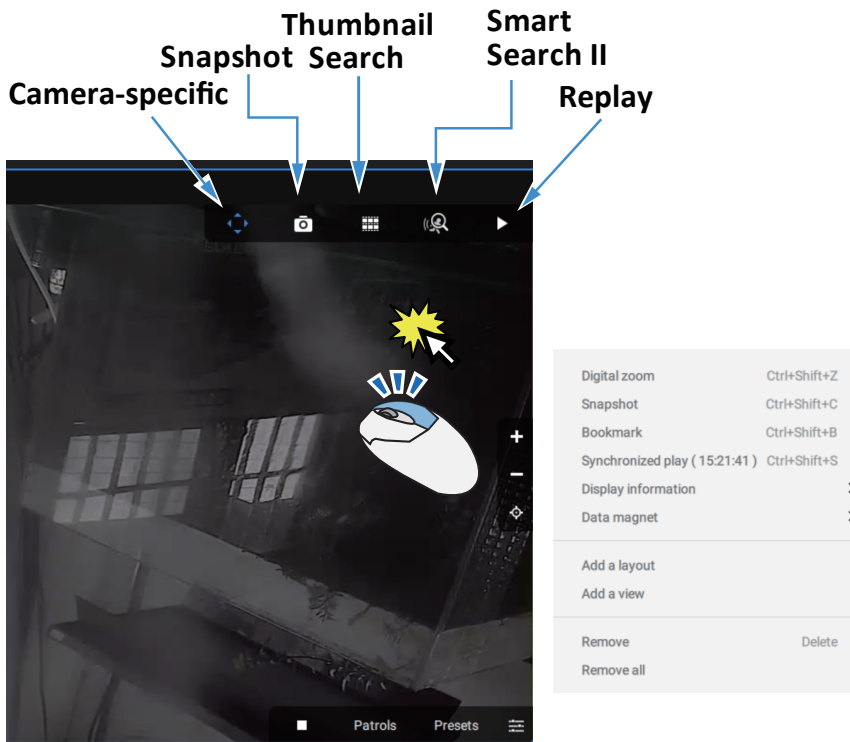 Camera-specific
Snapshot
Thumbnail
Search
Smart
Search II
Replay
Digital zoom Ctrl+Shift+Z
Snapshot Ctrl+Shift+C
Bookmark Ctrl+Shift+B
Synchronized play ( 15:21:41 ) Ctrl+Shift+S
Display information
Data magnet
Add a layout
Add a view
Remove Delete
Remove all
Patrols Presets